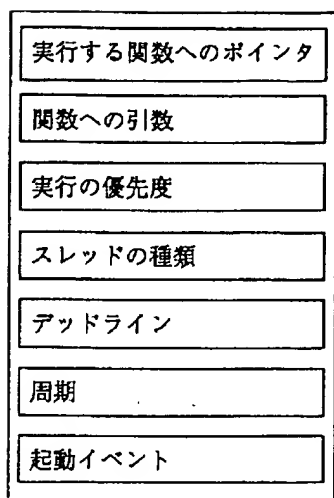 実行する関数へのポインタ
関数への引数
実行の優先度
スレッドの種類
デッドライン
周期
起動イベント